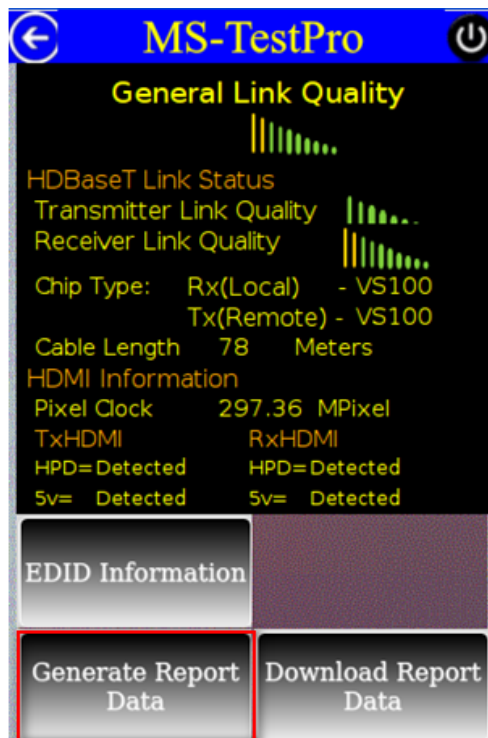 MS-TestPro
General Link Quality
HDBaseT Link Status
Transmitter Link Quality
Receiver Link Quality
Chip Type: Rx(Local) - VS100
Tx(Remote) - VS100
Cable Length 78 Meters
HDMI Information
Pixel Clock 297.36 MPixel
TxHDMI RxHDMI
HPD=Detected HPD=Detected
5v= Detected 5v= Detected
EDID Information
Generate Report Download Report
Data Data